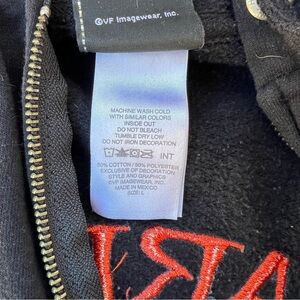 ©VF Imagewear, Inc.
MACHINE WASH COLD
WITH SIMILAR COLORS
INSIDE OUT
DO NOT BLEACH
TUMBLE DRY LOW
DO NOT IRON DECORATION
INT
50% COTTON / 50% POLYESTER
EXCLUSIVE OF DECORATION
STYLE AND GRAPHICS
©VF IMAGEWEAR, INC.
MADE IN MEXICO
SIZE: L